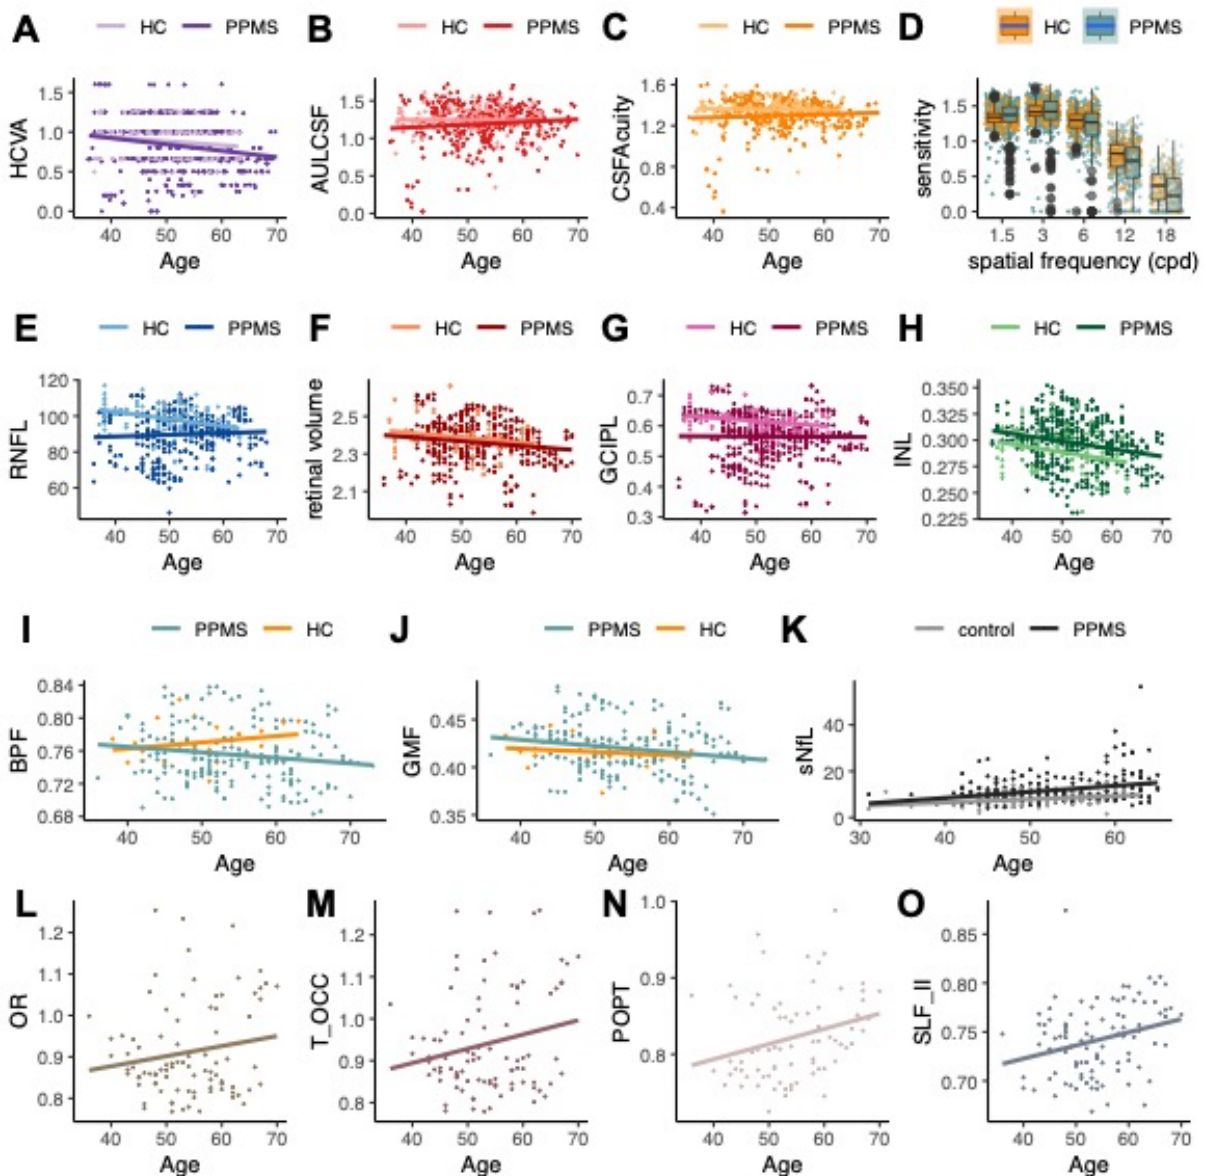 A HC PPMS B HC PPMS C HC PPMS D HC PPMS
HCVA
1.5
1.0
0.5
0.0
40 50 60 70
Age
AULCSF
1.5
1.0
0.5
0.0
40 50 60 70
Age
CSFAcuity
1.6
1.2
0.8
0.4
40 50 60 70
Age
sensitivity
1.5
1.0
0.5
0.0
1.5 3 6 12 18
spatial frequency (cpd)
E HC PPMS F HC PPMS G HC PPMS H HC PPMS
RNFL
120
100
80
60
40 50 60 70
Age
retinal volume
2.5
2.3
2.1
40 50 60 70
Age
GCIPL
0.7
0.6
0.5
0.4
0.3
40 50 60 70
Age
INL
0.350
0.325
0.300
0.275
0.250
0.225
40 50 60 70
Age
I PPMS HC J PPMS HC K control PPMS
BPF
0.84
0.80
0.76
0.72
0.68
40 50 60 70
Age
GMF
0.45
0.40
0.35
40 50 60 70
Age
sNfL
40
20
0
30 40 50 60
Age
L M N O
OR
1.2
1.1
1.0
0.9
0.8
40 50 60 70
Age
T_OCC
1.2
1.1
1.0
0.9
0.8
40 50 60 70
Age
POPT
1.0
0.9
0.8
40 50 60 70
Age
SLF_II
0.85
0.80
0.75
0.70
40 50 60 70
Age